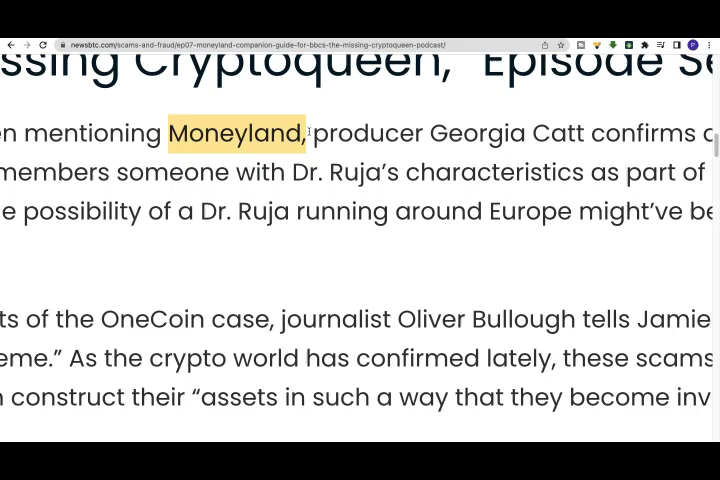 newsbtc.com/scams-and-fraud/ep07-moneyland-companion-guide-for-bbcs-the-missing-cryptoqueen-podcast/
ssing Cryptoqueen,” Episode Se
en mentioning Moneyland, producer Georgia Catt confirms
members someone with Dr. Ruja’s characteristics as part of
e possibility of a Dr. Ruja running around Europe might’ve be
ts of the OneCoin case, journalist Oliver Bullough tells Jamie
eme.” As the crypto world has confirmed lately, these scams
n construct their “assets in such a way that they become inv